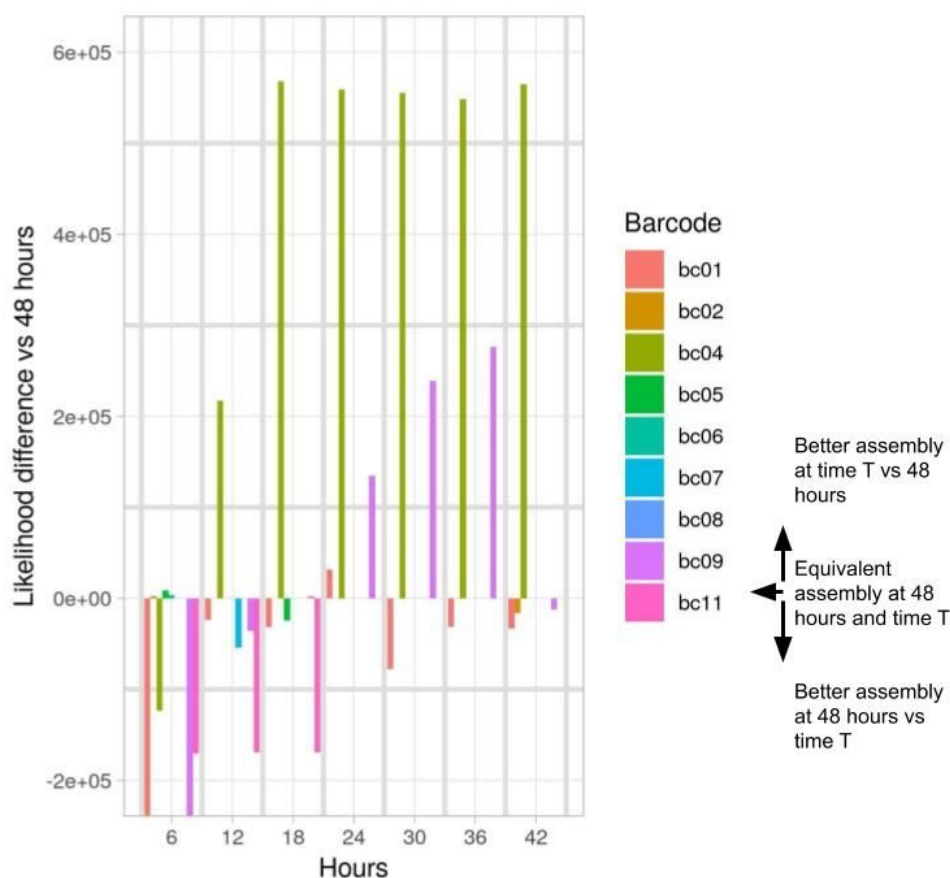 6e+05
4e+05
2e+05
0e+00
-2e+05
Likelihood difference vs 48 hours
6 12 18 24 30 36 42
Hours
Barcode
bc01
bc02
bc04
bc05
bc06
bc07
bc08
bc09
bc11
Better assembly
at time T vs 48
hours
Equivalent
assembly at 48
hours and time T
Better assembly
at 48 hours vs
time T